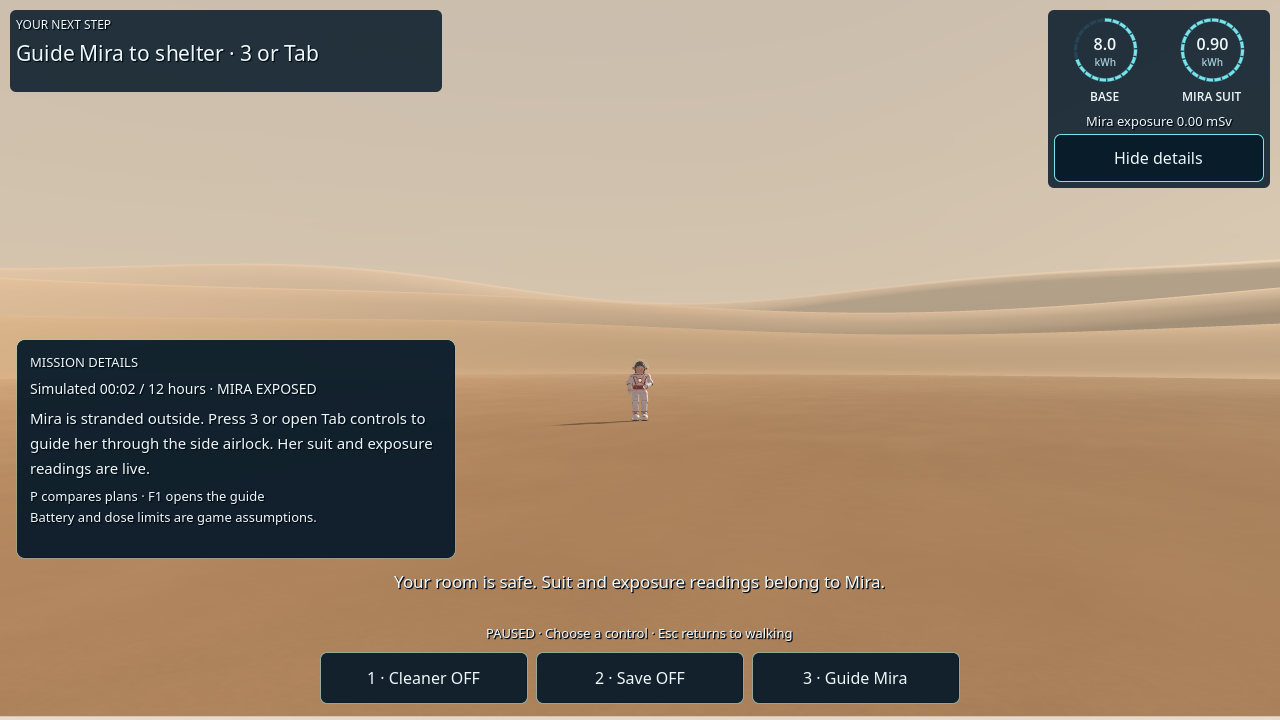 YOUR NEXT STEP
Guide Mira to shelter · 3 or Tab
8.0
kWh
BASE
0.90
kWh
MIRA SUIT
Mira exposure 0.00 mSv
Hide details
MISSION DETAILS
Simulated 00:02 / 12 hours · MIRA EXPOSED
Mira is stranded outside. Press 3 or open Tab controls to
guide her through the side airlock. Her suit and exposure
readings are live.
P compares plans · F1 opens the guide
Battery and dose limits are game assumptions.
Your room is safe. Suit and exposure readings belong to Mira.
PAUSED · Choose a control · Esc returns to walking
1 · Cleaner OFF
2 · Save OFF
3 · Guide Mira